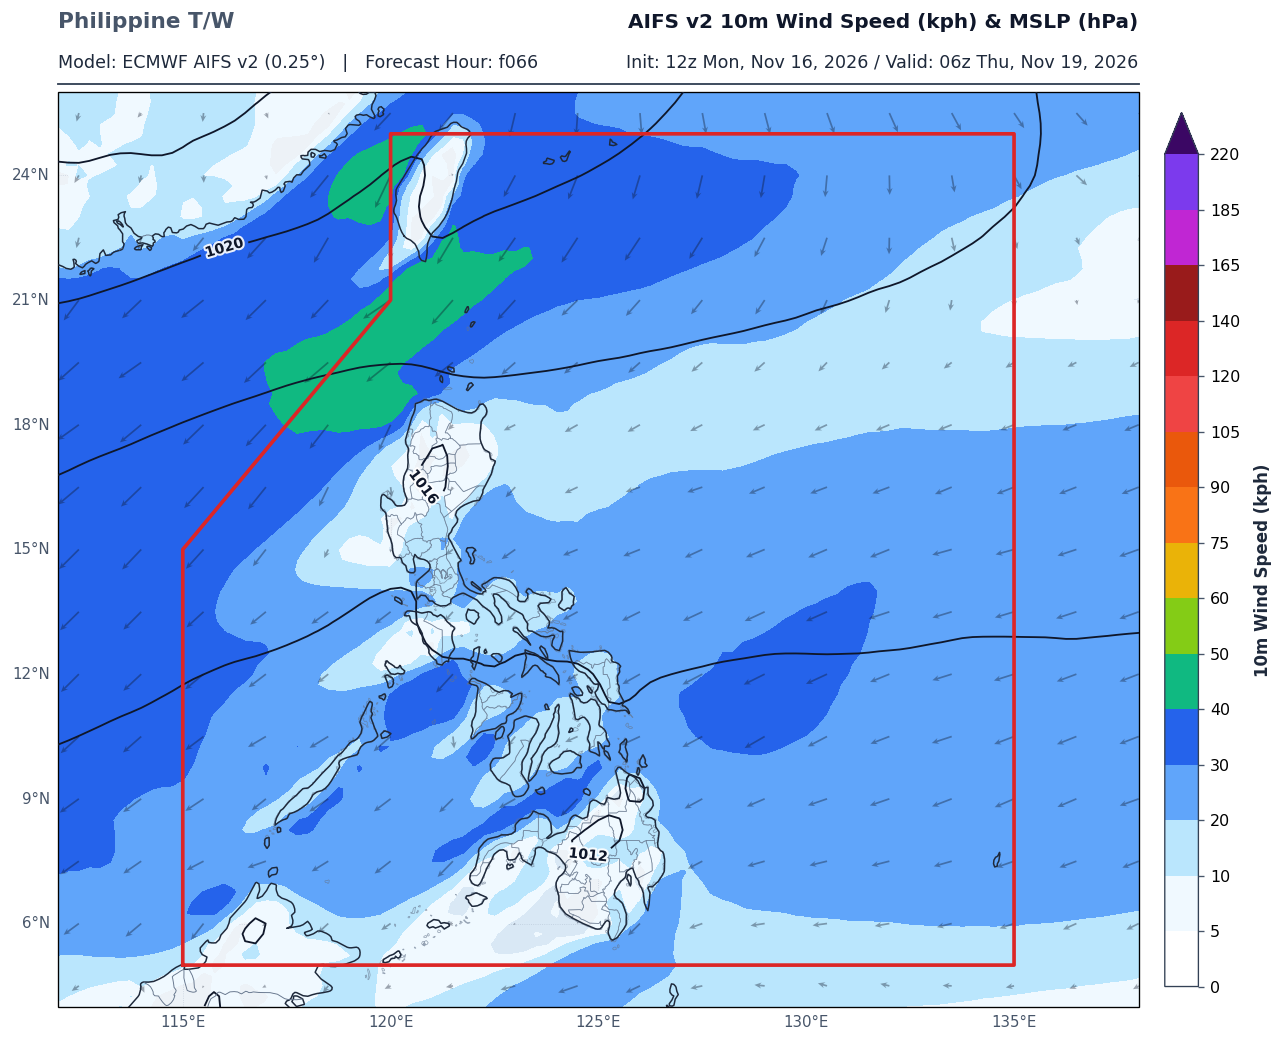 Philippine T/W
AIFS v2 10m Wind Speed (kph) & MSLP (hPa)
Model: ECMWF AIFS v2 (0.25°) | Forecast Hour: f066
Init: 12z Mon, Nov 16, 2026 / Valid: 06z Thu, Nov 19, 2026
24°N
21°N
18°N
15°N
12°N
9°N
6°N
1020
1016
1012
115°E
120°E
125°E
130°E
135°E
220
185
165
140
120
105
90
75
60
50
40
30
20
10
5
0
10m Wind Speed (kph)